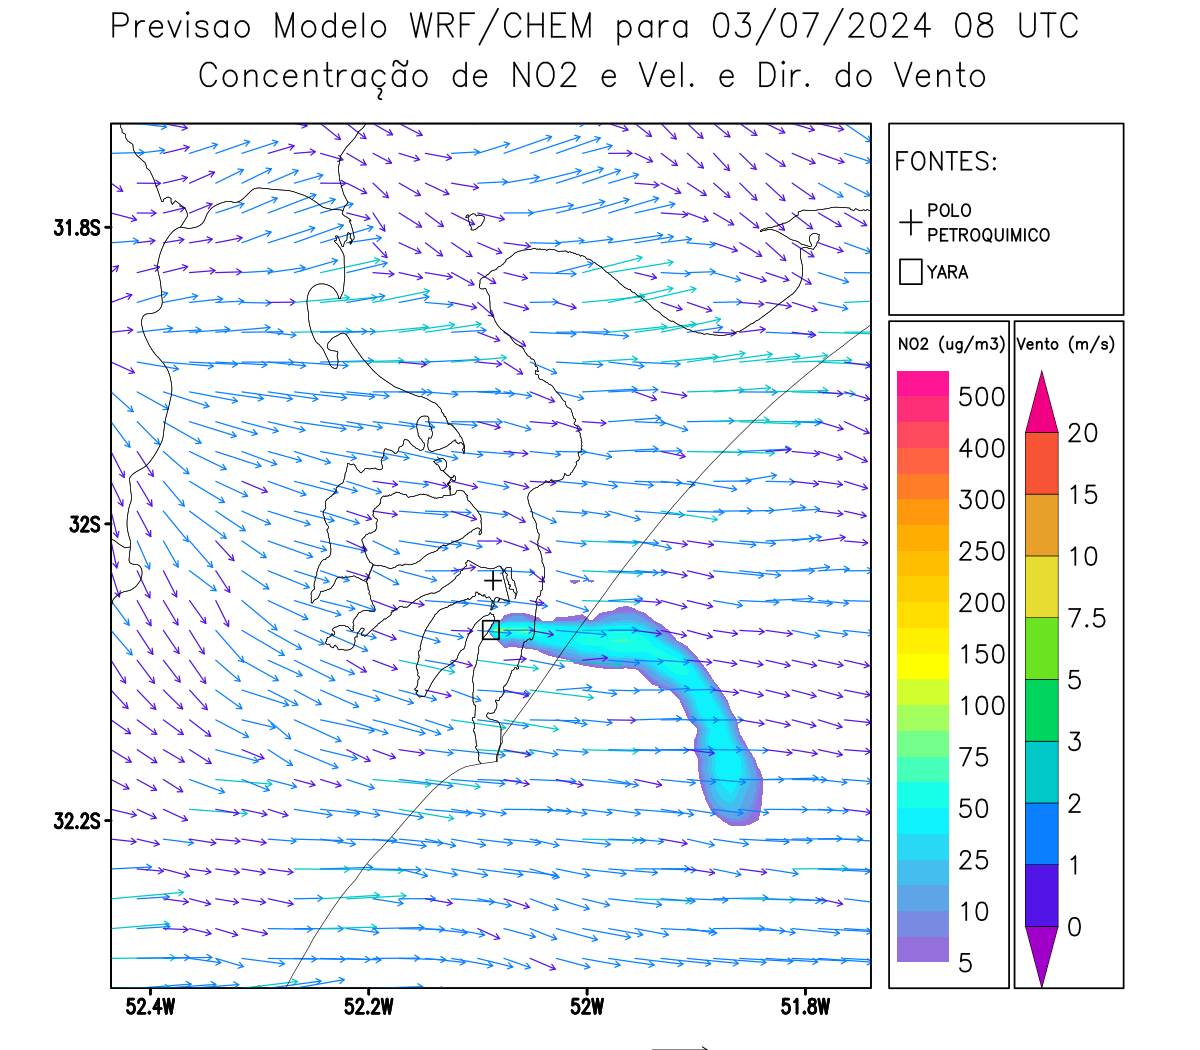 Previsao Modelo WRF/CHEM para 03/07/2024 08 UTC
Concentração de NO2 e Vel. e Dir. do Vento
FONTES:
POLO
PETROQUIMICO
YARA
31.8S
32S
32.2S
52.4W
52.2W
52W
51.8W
NO2 (ug/m3)
500
400
300
250
200
150
100
75
50
25
10
5
Vento (m/s)
20
15
10
7.5
5
3
2
1
0